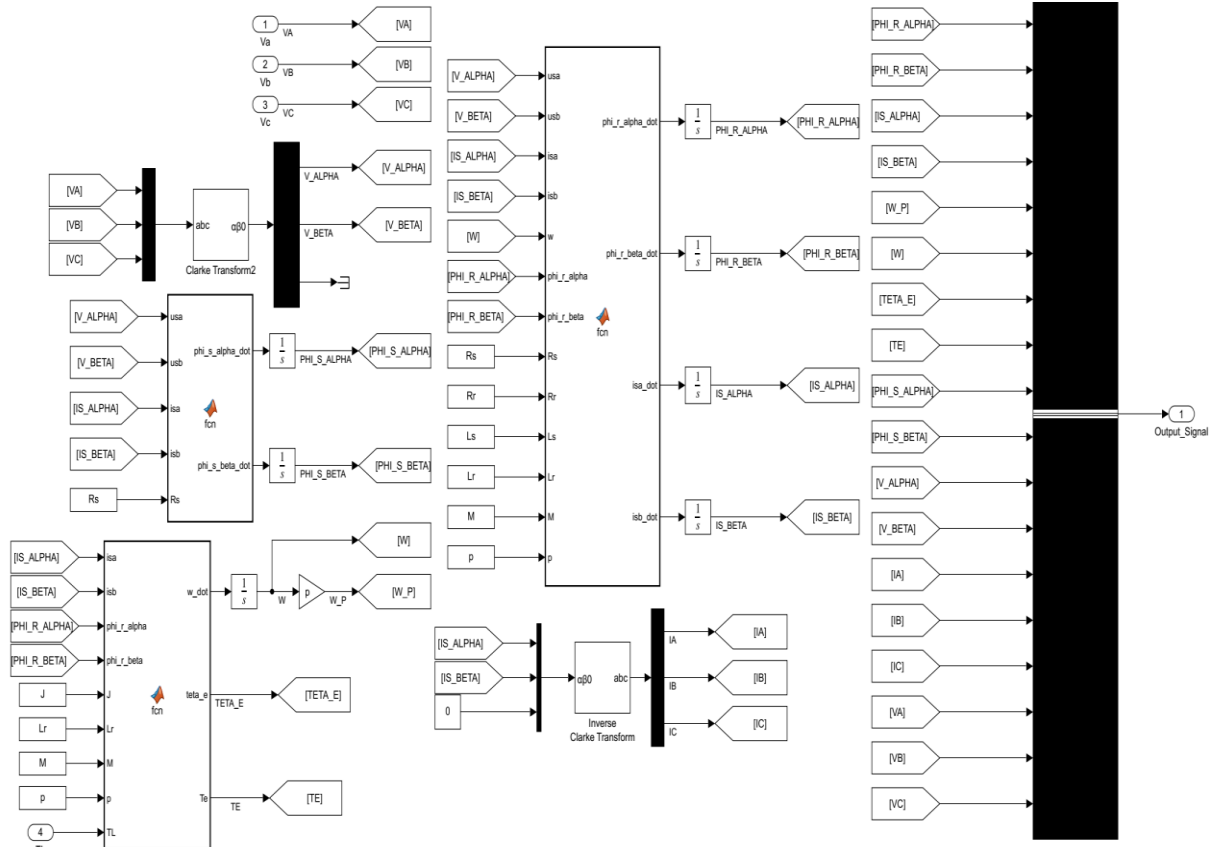 1
Va
VA
[VA]
2
Vb
VB
[VB]
3
Vc
VC
[VC]
[VA]
[VB]
[VC]
abc
αβ0
Clarke Transform2
V_ALPHA
[V_ALPHA]
V_BETA
[V_BETA]
[V_ALPHA]
[V_BETA]
[IS_ALPHA]
[IS_BETA]
Rs
usa
usb
isa
isb
Rs
fcn
phi_s_alpha_dot
phi_s_beta_dot
1
s
PHI_S_ALPHA
[PHI_S_ALPHA]
1
s
PHI_S_BETA
[PHI_S_BETA]
[IS_ALPHA]
[IS_BETA]
[PHI_R_ALPHA]
[PHI_R_BETA]
J
Lr
M
p
4
isa
isb
phi_r_alpha
phi_r_beta
J
Lr
M
p
TL
fcn
w_dot
teta_e
Te
1
s
W
p
W_P
[W]
[W_P]
TETA_E
[TETA_E]
TE
[TE]
[V_ALPHA]
[V_BETA]
[IS_ALPHA]
[IS_BETA]
[W]
[PHI_R_ALPHA]
[PHI_R_BETA]
Rs
Rr
Ls
Lr
M
p
usa
usb
isa
isb
w
phi_r_alpha
phi_r_beta
Rs
Rr
Ls
Lr
M
p
fcn
phi_r_alpha_dot
phi_r_beta_dot
isa_dot
isb_dot
1
s
PHI_R_ALPHA
[PHI_R_ALPHA]
1
s
PHI_R_BETA
[PHI_R_BETA]
1
s
IS_ALPHA
[IS_ALPHA]
1
s
IS_BETA
[IS_BETA]
[IS_ALPHA]
[IS_BETA]
0
αβ0
abc
Inverse
Clarke Transform
IA
[IA]
IB
[IB]
IC
[IC]
[PHI_R_ALPHA]
[PHI_R_BETA]
[IS_ALPHA]
[IS_BETA]
[W_P]
[W]
[TETA_E]
[TE]
[PHI_S_ALPHA]
[PHI_S_BETA]
[V_ALPHA]
[V_BETA]
[IA]
[IB]
[IC]
[VA]
[VB]
[VC]
1
Output_Signal